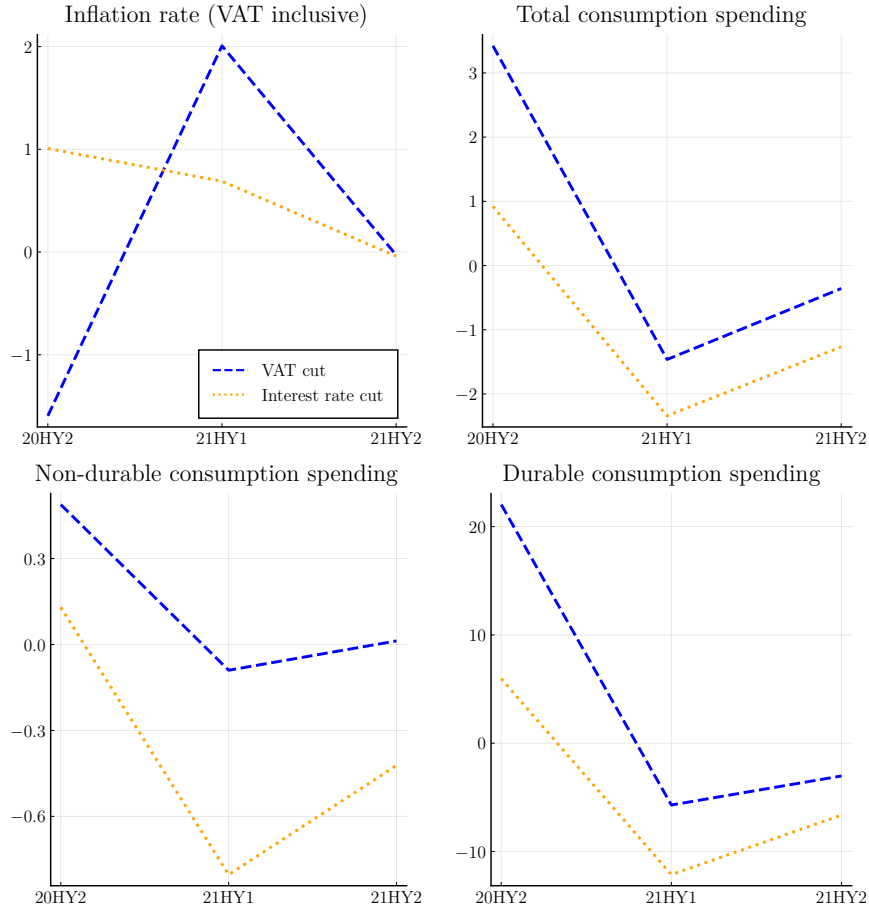 Inflation rate (VAT inclusive)
2
1
0
−1
20HY2
21HY1
21HY2
VAT cut
Interest rate cut
Total consumption spending
3
2
1
0
−1
−2
20HY2
21HY1
21HY2
Non-durable consumption spending
0.3
0.0
−0.3
−0.6
20HY2
21HY1
21HY2
Durable consumption spending
20
10
0
−10
20HY2
21HY1
21HY2